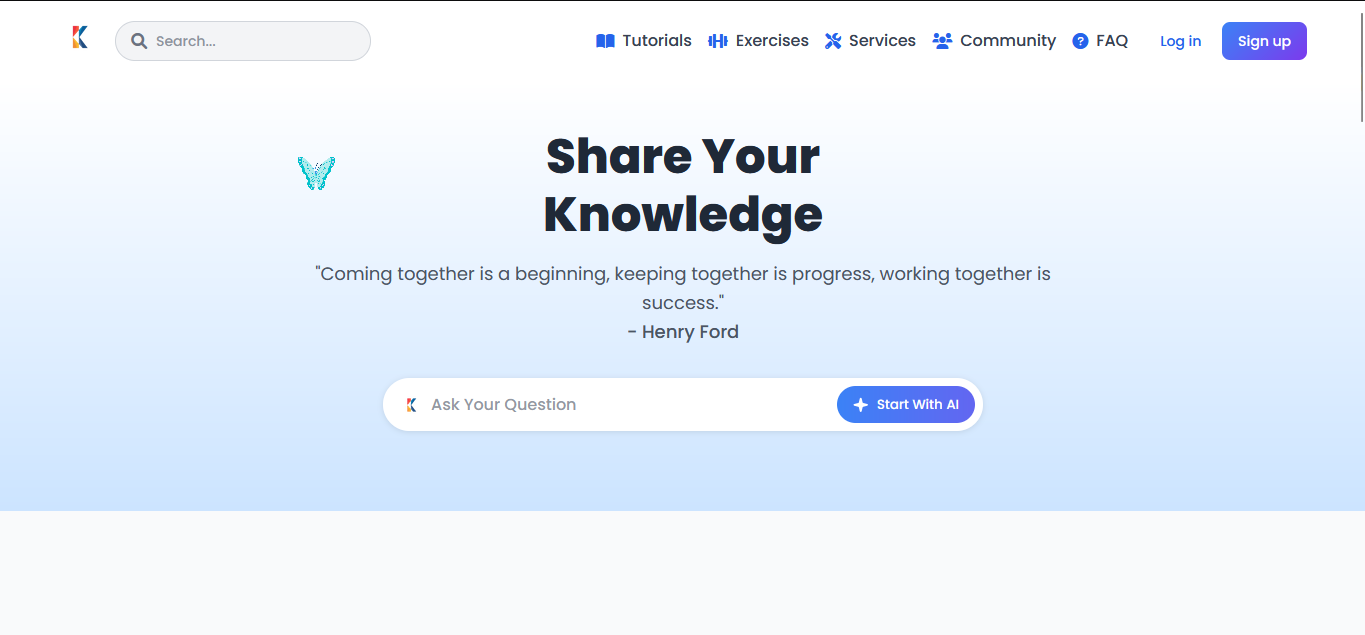 K
Search...
Tutorials
Exercises
Services
Community
? FAQ
Log in
Sign up
Share Your
Knowledge
"Coming together is a beginning, keeping together is progress, working together is
success."
- Henry Ford
K
Ask Your Question
Start With AI